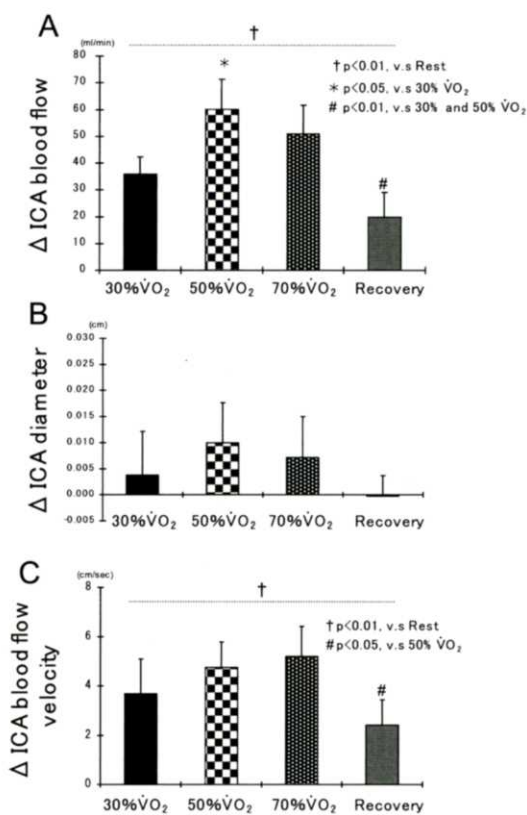 A
(ml/min)
†
80
70
60
50
40
30
20
10
0
Δ ICA blood flow
*
#
† p<0.01, v.s Rest
* p<0.05, v.s 30% V̇O₂
# p<0.01, v.s 30% and 50% V̇O₂
30%V̇O₂ 50%V̇O₂ 70%V̇O₂ Recovery
B
(cm)
0.030
0.025
0.020
0.015
0.010
0.005
0.000
-0.005
Δ ICA diameter
30%V̇O₂ 50%V̇O₂ 70%V̇O₂ Recovery
C
(cm/sec)
†
8
6
4
2
0
Δ ICA blood flow
velocity
† p<0.01, v.s Rest
# p<0.05, v.s 50% V̇O₂
#
30%V̇O₂ 50%V̇O₂ 70%V̇O₂ Recovery